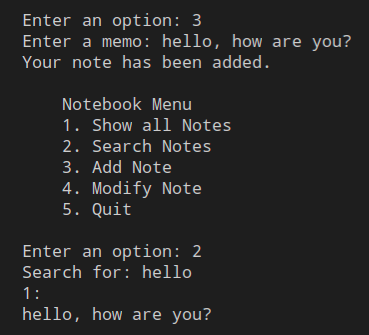 Enter an option: 3
Enter a memo: hello, how are you?
Your note has been added.
Notebook Menu
1. Show all Notes
2. Search Notes
3. Add Note
4. Modify Note
5. Quit
Enter an option: 2
Search for: hello
1:
hello, how are you?